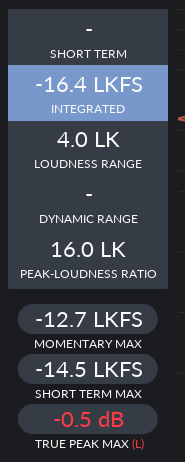 -
SHORT TERM
-16.4 LKFS
INTEGRATED
4.0 LK
LOUDNESS RANGE
-
DYNAMIC RANGE
16.0 LK
PEAK-LOUDNESS RATIO
-12.7 LKFS
MOMENTARY MAX
-14.5 LKFS
SHORT TERM MAX
-0.5 dB
TRUE PEAK MAX (L)